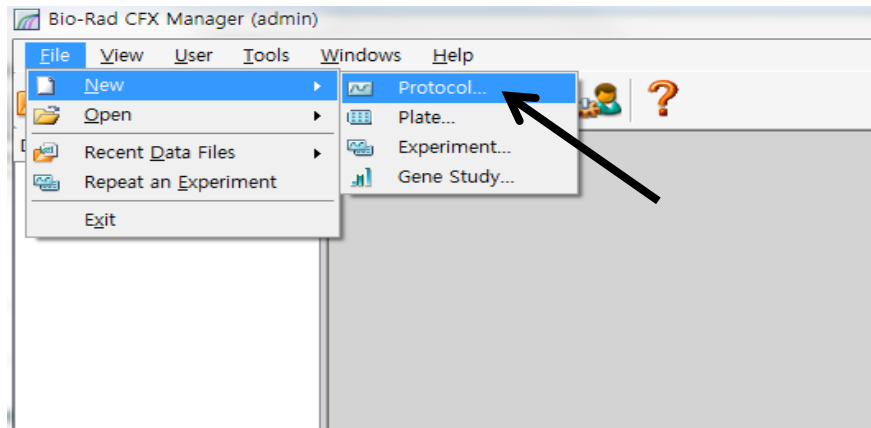 Bio-Rad CFX Manager (admin)
File View User Tools Windows Help
New
Protocol...
Open
Plate...
Recent Data Files
Experiment...
Repeat an Experiment
Gene Study...
Exit